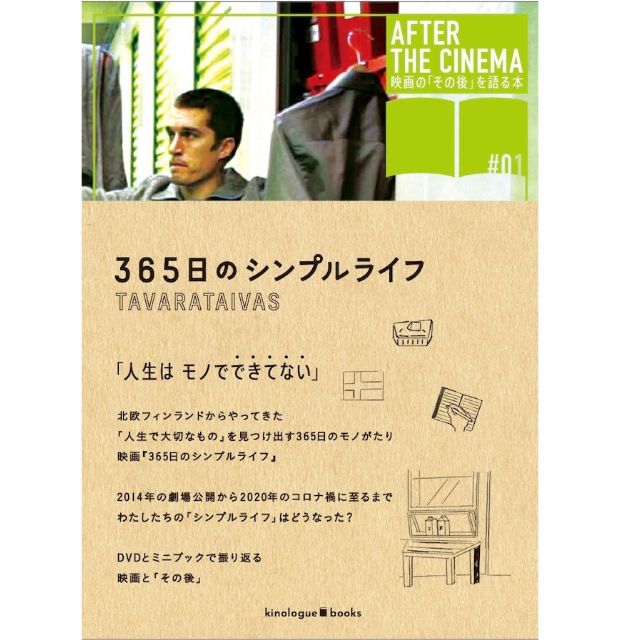 AFTER
THE CINEMA
映画の「その後」を語る本
#01
365日のシンプルライフ
TAVARATAIVAS
「人生は モノでできてない」
北欧フィンランドからやってきた
「人生で大切なもの」を見つけ出す365日のモノがたり
映画『365日のシンプルライフ』
2014年の劇場公開から2020年のコロナ禍に至るまで
わたしたちの「シンプルライフ」はどうなった？
DVDとミニブックで振り返る
映画と「その後」
kinologue books